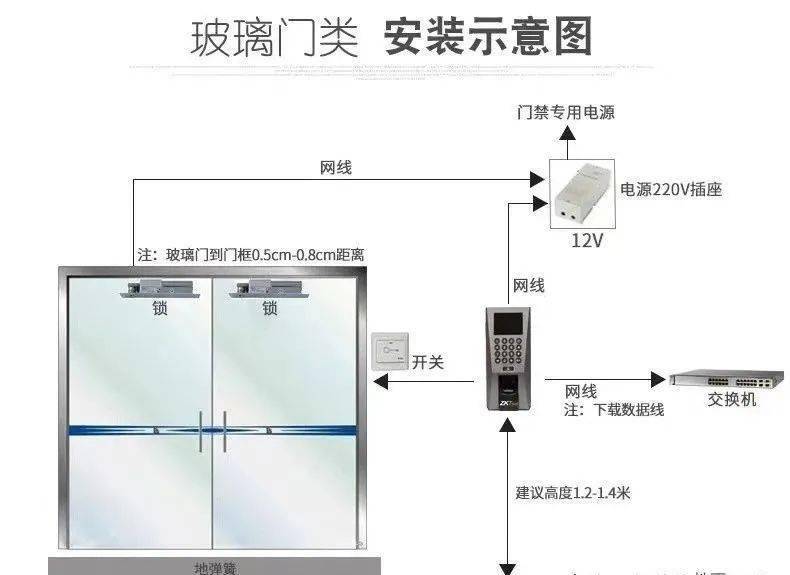 玻璃门类 安装示意图
门禁专用电源
网线
电源220V插座
12V
注：玻璃门到门框0.5cm-0.8cm距离
网线
锁
锁
开关
网线
注：下载数据线
交换机
ZKT
建议高度1.2-1.4米
地弹簧